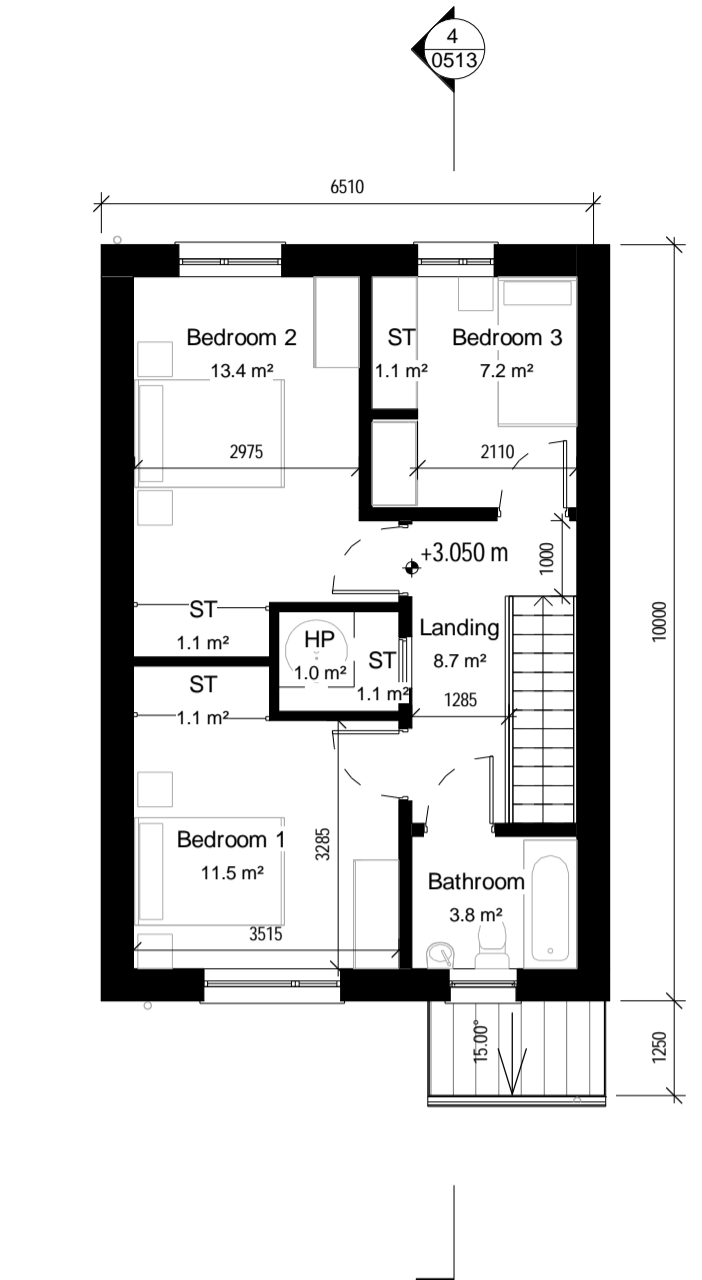 4
0513
6510
Bedroom 2
13.4 m²
ST
1.1 m²
Bedroom 3
7.2 m²
2975
2110
+3.050 m
1000
10000
ST
1.1 m²
HP
1.0 m²
ST
1.1 m²
Landing
8.7 m²
ST
1.1 m²
1285
Bedroom 1
11.5 m²
3285
Bathroom
3.8 m²
3515
15.00°
1250